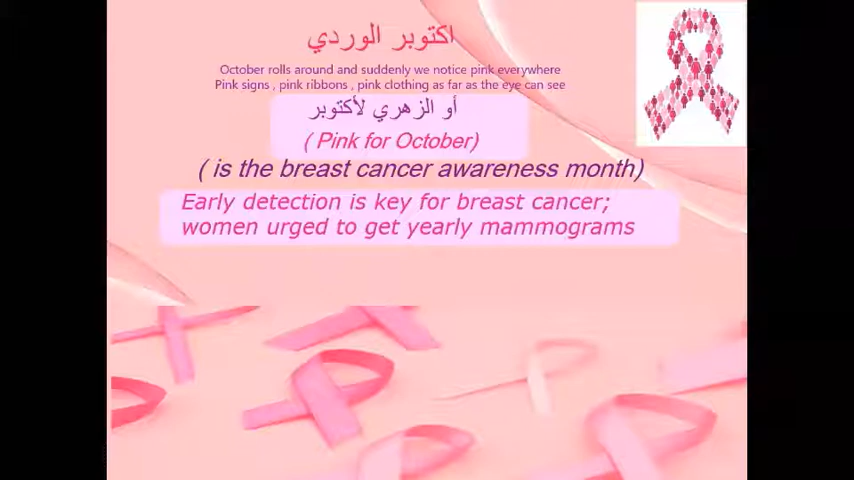 اكتوبر الوردي
October rolls around and suddenly we notice pink everywhere
Pink signs , pink ribbons , pink clothing as far as the eye can see
أو الزهري لأكتوبر
( Pink for October)
( is the breast cancer awareness month)
Early detection is key for breast cancer;
women urged to get yearly mammograms